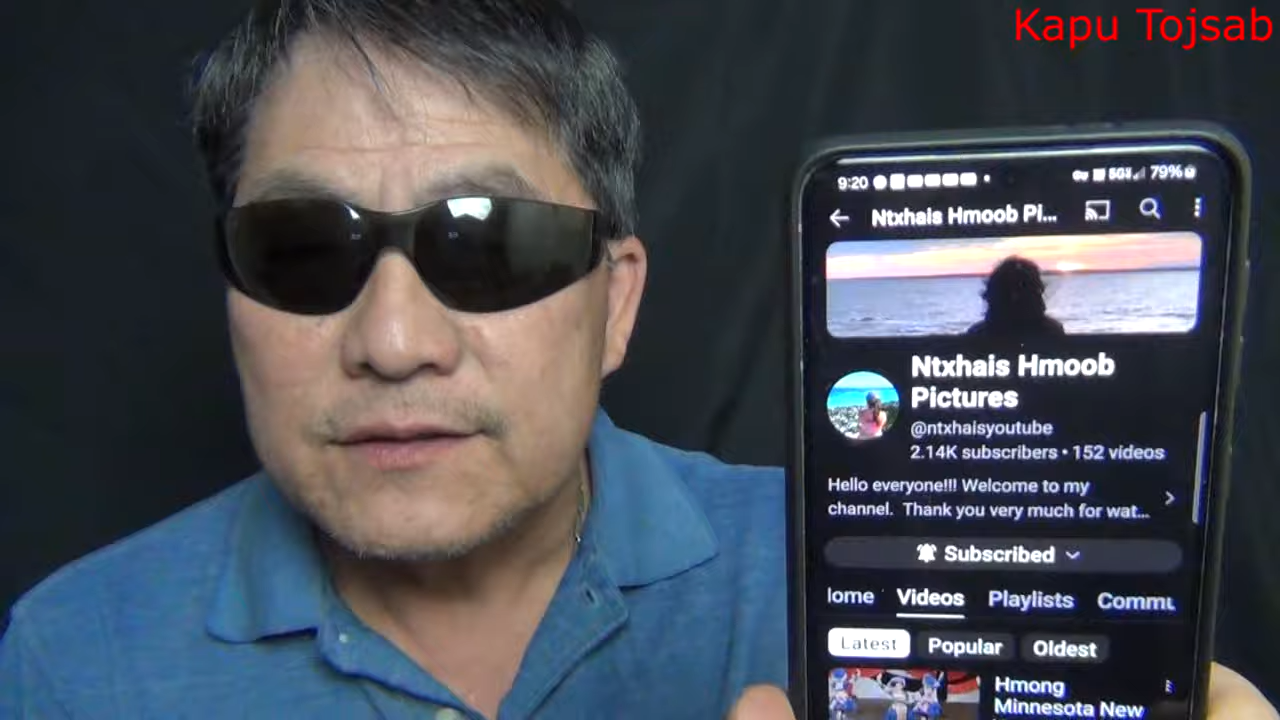 Kapu Tojsab
9:20
79%
Ntxhais Hmoob Pi...
Ntxhais Hmoob
Pictures
@ntxhaisyoutube
2.14K subscribers • 152 videos
Hello everyone!!! Welcome to my
channel. Thank you very much for wat...
Subscribed
lome Videos Playlists Commu
Latest Popular Oldest
Hmong
Minnesota New